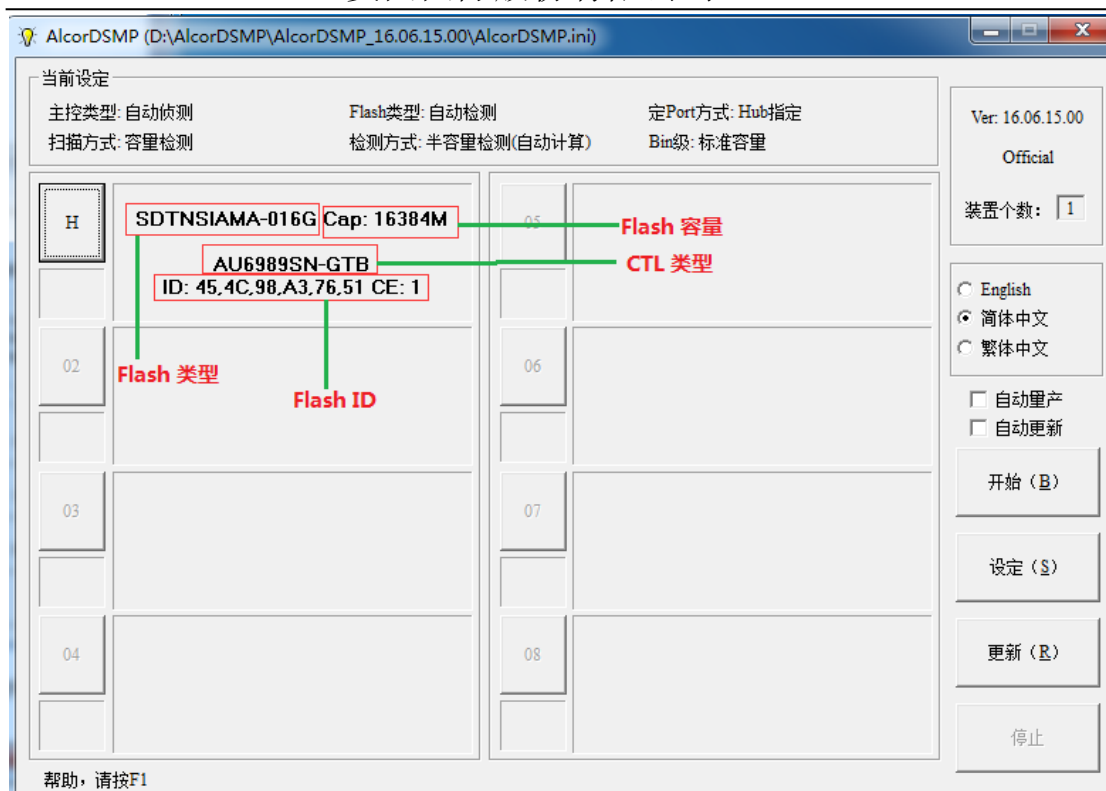 AlcorDSMP (D:\AlcorDSMP\AlcorDSMP_16.06.15.00\AlcorDSMP.ini)
当前设定
主控类型: 自动侦测 Flash类型: 自动检测 定Port方式: Hub指定
扫描方式: 容量检测 检测方式: 半容量检测(自动计算) Bin级: 标准容量
Ver: 16.06.15.00
Official
装置个数: 1
H
SDTNSIAMA-016G Cap: 16384M
AU6989SN-GTB
ID: 45,4C,98,A3,76,51 CE: 1
Flash 容量
CTL 类型
Flash 类型
Flash ID
02
03
04
05
06
07
08
English
简体中文
繁体中文
自动量产
自动更新
开始 (B)
设定 (S)
更新 (R)
停止
帮助，请按F1